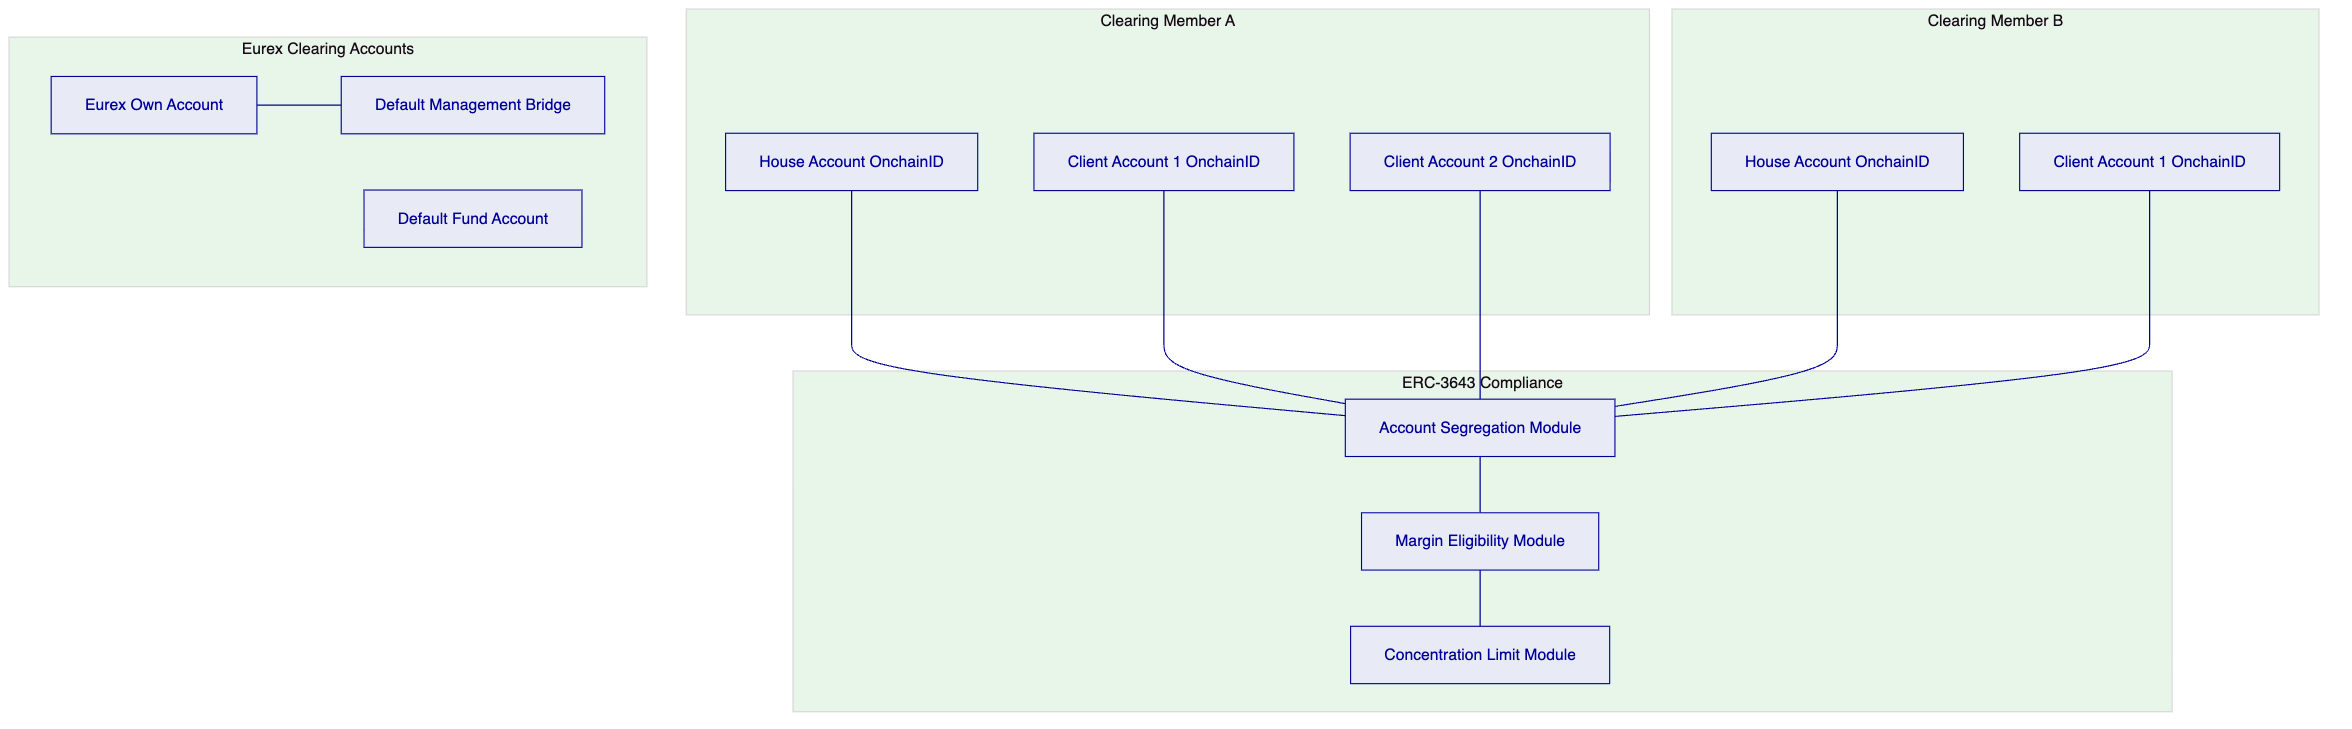 Eurex Clearing Accounts
Eurex Own Account
Default Management Bridge
Default Fund Account
Clearing Member A
House Account OnchainID
Client Account 1 OnchainID
Client Account 2 OnchainID
Clearing Member B
House Account OnchainID
Client Account 1 OnchainID
ERC-3643 Compliance
Account Segregation Module
Margin Eligibility Module
Concentration Limit Module